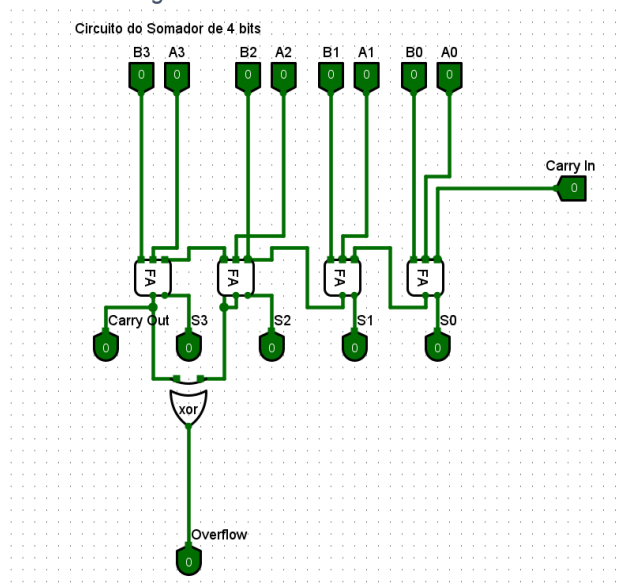 Circuito do Somador de 4 bits
B3 A3 B2 A2 B1 A1 B0 A0
0 0 0 0 0 0 0 0
Carry In
0
FA FA FA FA
Carry Out S3 S2 S1 S0
0 0 0 0 0
xor
Overflow
0